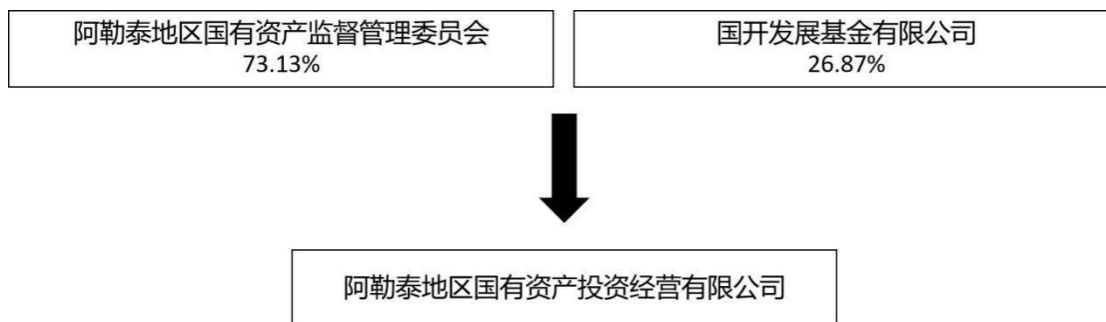 阿勒泰地区国有资产监督管理委员会
73.13%
国开发展基金有限公司
26.87%
阿勒泰地区国有资产投资经营有限公司